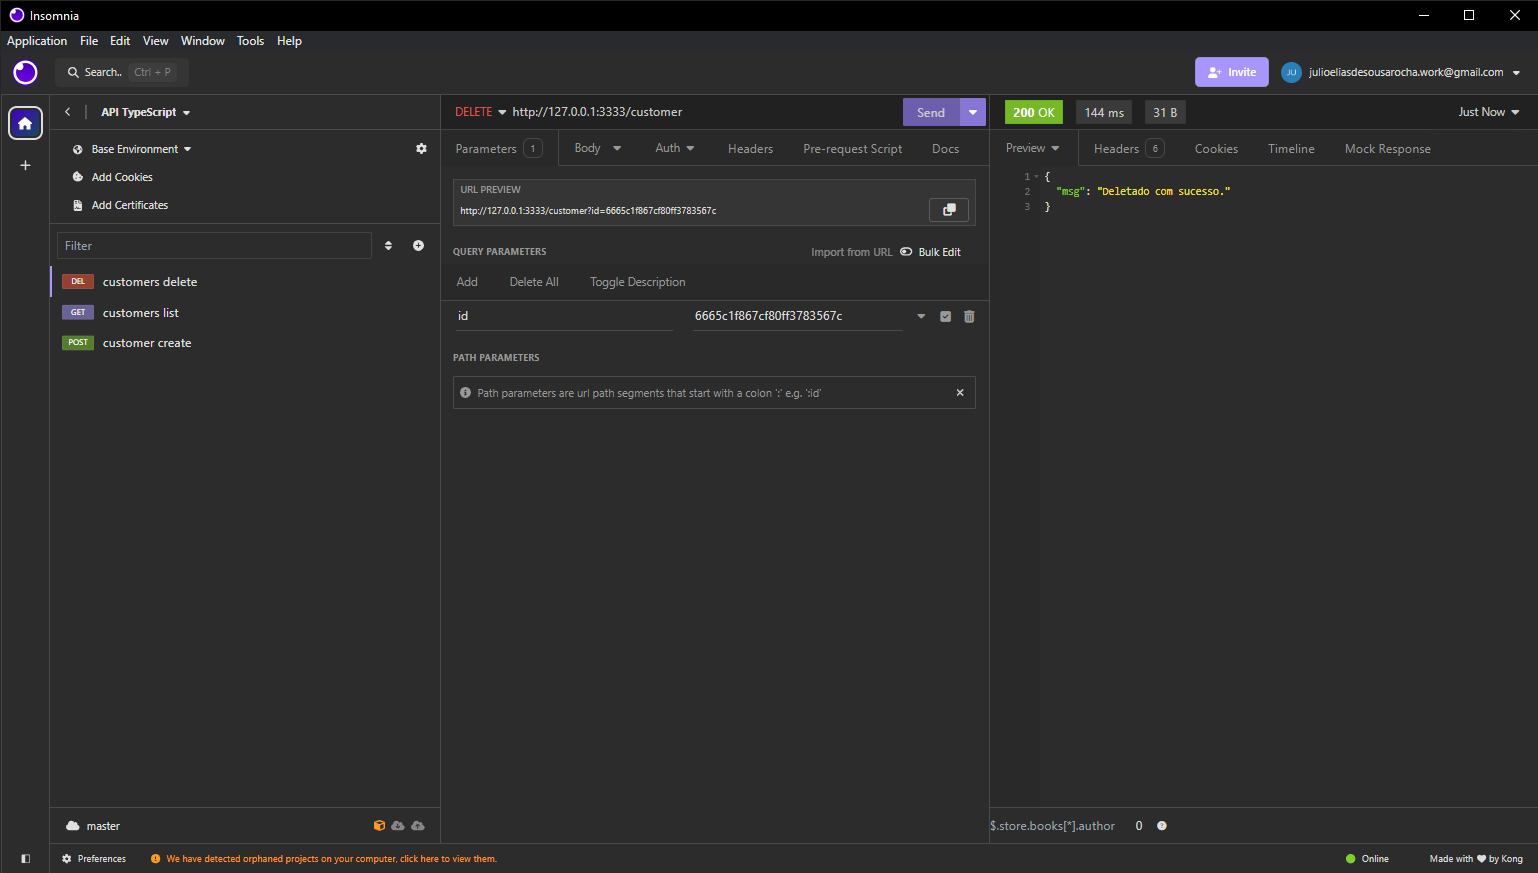 Insomnia
Application File Edit View Window Tools Help
Search.. Ctrl + P
Invite
JU julioeliasdesousarocha.work@gmail.com
API TypeScript
Base Environment
Add Cookies
Add Certificates
Filter
DEL customers delete
GET customers list
POST customer create
master
DELETE http://127.0.0.1:3333/customer Send
Parameters 1 Body Auth Headers Pre-request Script Docs
URL PREVIEW
http://127.0.0.1:3333/customer?id=6665c1f867cf80ff3783567c
QUERY PARAMETERS Import from URL Bulk Edit
Add Delete All Toggle Description
id 6665c1f867cf80ff3783567c
PATH PARAMETERS
Path parameters are url path segments that start with a colon ':' e.g. ':id'
200 OK 144 ms 31 B Just Now
Preview Headers 6 Cookies Timeline Mock Response
1 {
2 "msg": "Deletado com sucesso."
3 }
$.store.books[*].author 0
Preferences We have detected orphaned projects on your computer, click here to view them. Online Made with ♥ by Kong